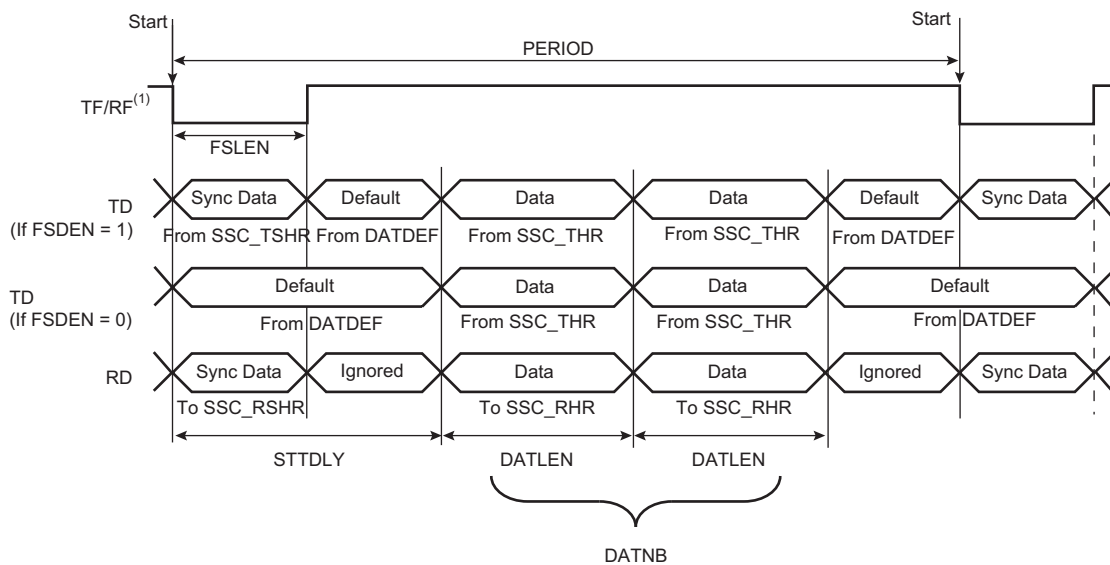 Start
Start
PERIOD
TF/RF(1)
FSLEN
TD
(If FSDEN = 1)
Sync Data
Default
Data
Data
Default
Sync Data
From SSC_TSHR
From DATDEF
From SSC_THR
From SSC_THR
From DATDEF
TD
(If FSDEN = 0)
Default
Data
Data
Default
From DATDEF
From SSC_THR
From SSC_THR
From DATDEF
RD
Sync Data
Ignored
Data
Data
Ignored
Sync Data
To SSC_RSHR
To SSC_RHR
To SSC_RHR
STTDLY
DATLEN
DATLEN
DATNB